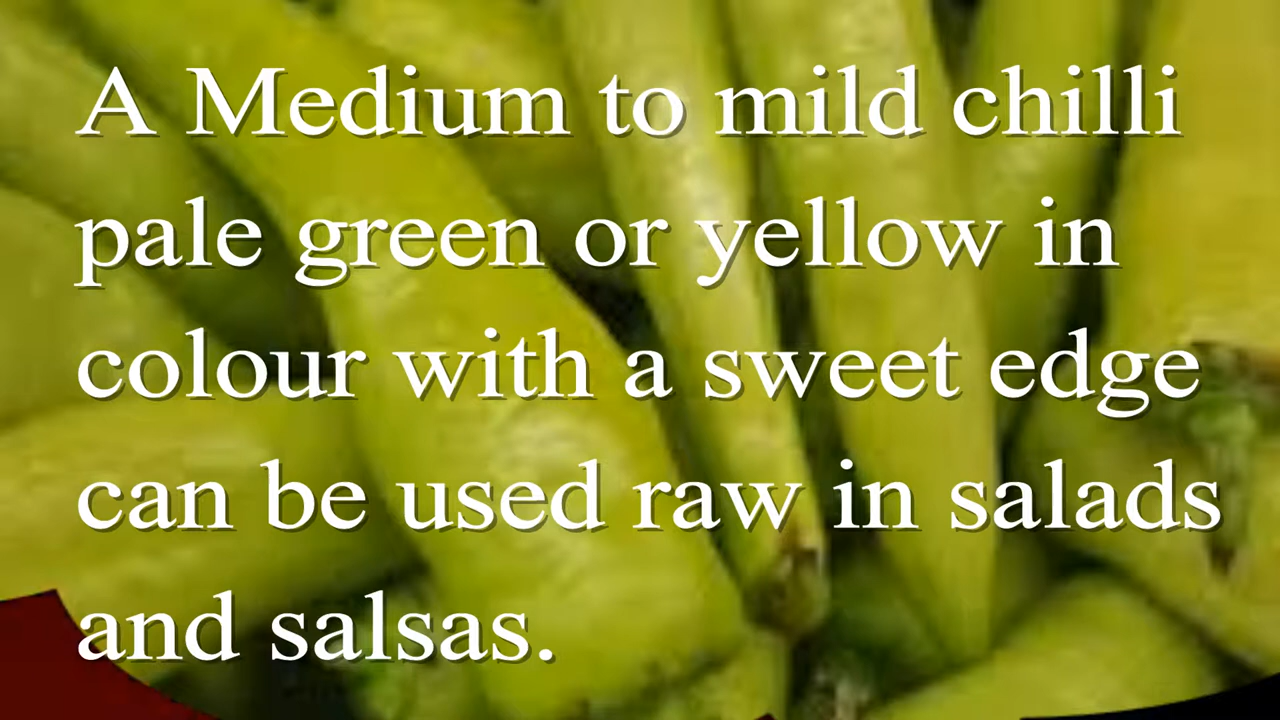 A Medium to mild chilli
pale green or yellow in
colour with a sweet edge
can be used raw in salads
and salsas.